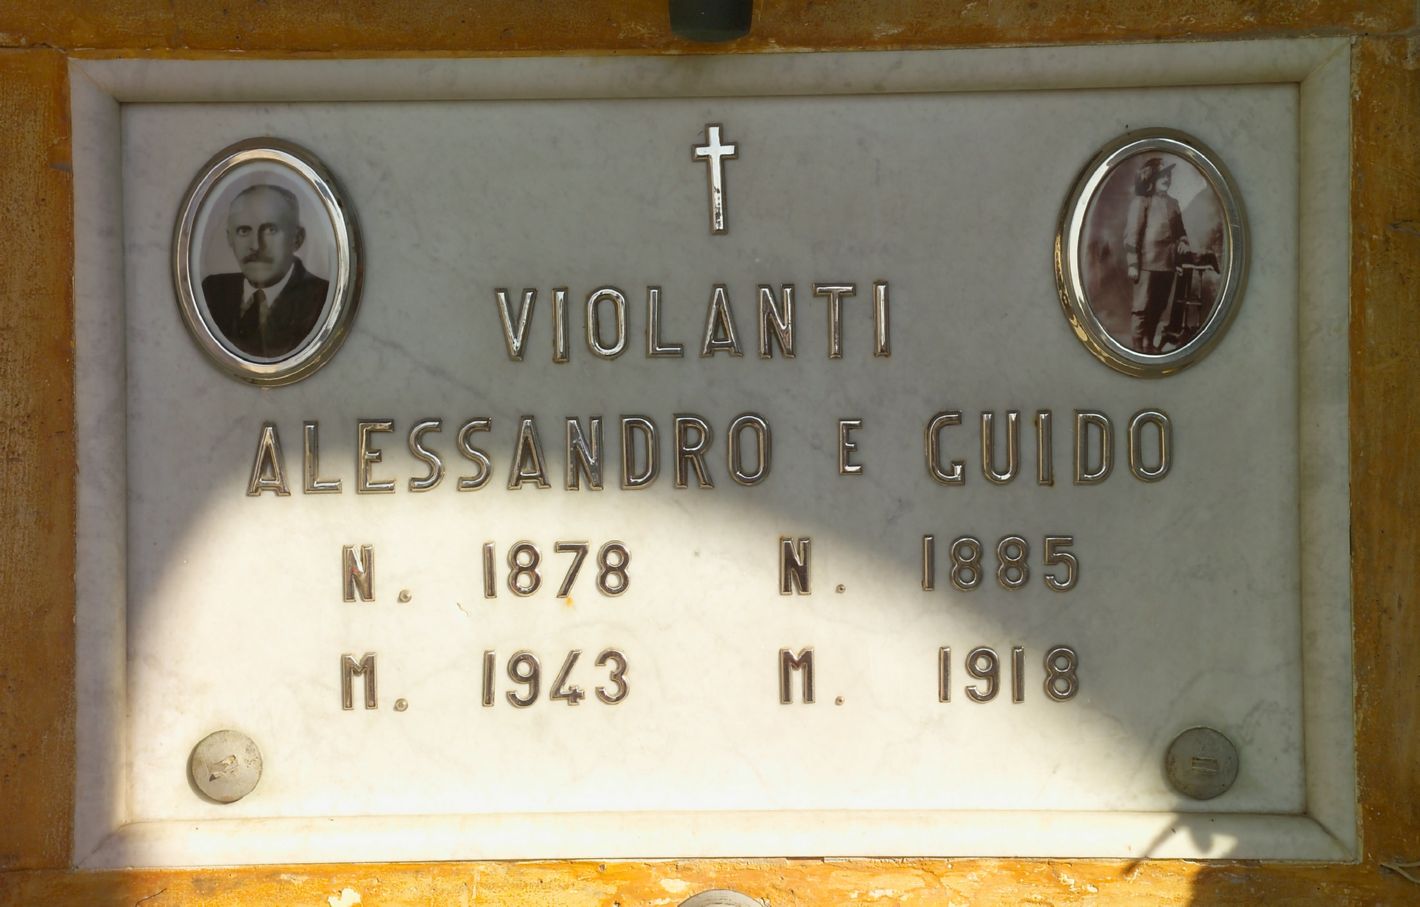 VIOLANTI
ALESSANDRO E GUIDO
N. 1878 N. 1885
M. 1943 M. 1918